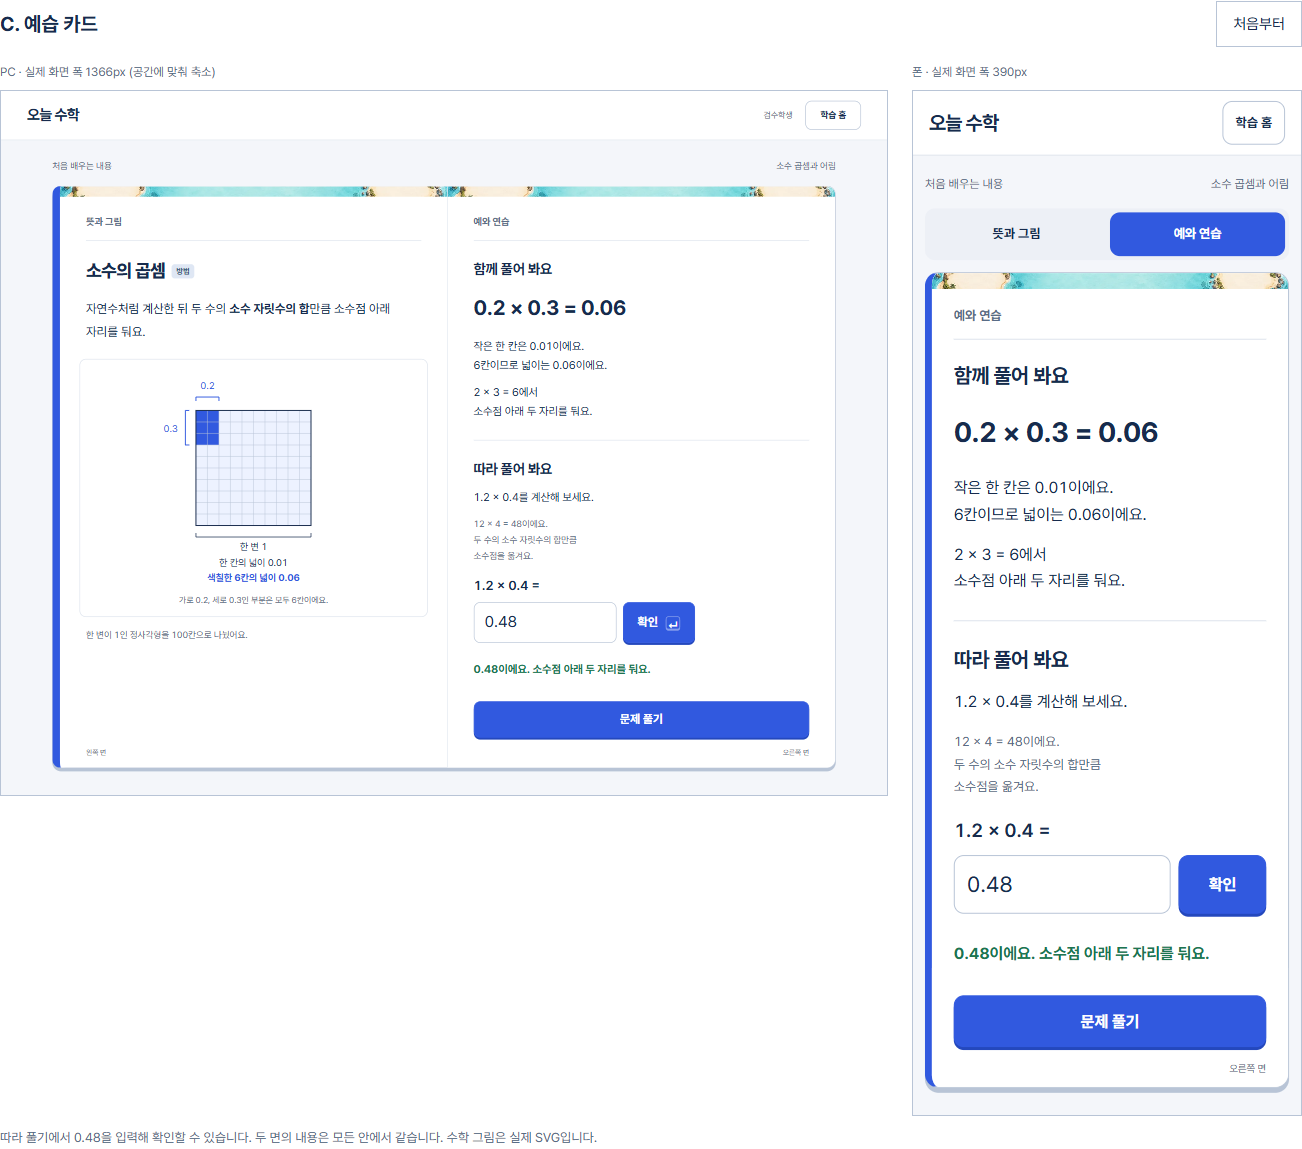 C. 예습 카드
처음부터
PC · 실제 화면 폭 1366px (공간에 맞춰 축소)
오늘 수학
검수학생
학습 홈
처음 배우는 내용
소수 곱셈과 어림
뜻과 그림
소수의 곱셈 방법
자연수처럼 계산한 뒤 두 수의 소수 자릿수의 합만큼 소수점 아래
자리를 둬요.
0.2
0.3
한 변 1
한 칸의 넓이 0.01
색칠한 6칸의 넓이 0.06
가로 0.2, 세로 0.3인 부분은 모두 6칸이에요.
한 변이 1인 정사각형을 100칸으로 나눴어요.
왼쪽 면
예와 연습
함께 풀어 봐요
0.2 × 0.3 = 0.06
작은 한 칸은 0.01이에요.
6칸이므로 넓이는 0.06이에요.
2 × 3 = 6에서
소수점 아래 두 자리를 둬요.
따라 풀어 봐요
1.2 × 0.4를 계산해 보세요.
12 × 4 = 48이에요.
두 수의 소수 자릿수의 합만큼
소수점을 옮겨요.
1.2 × 0.4 =
0.48
확인
0.48이에요. 소수점 아래 두 자리를 둬요.
문제 풀기
오른쪽 면
폰 · 실제 화면 폭 390px
오늘 수학
학습 홈
처음 배우는 내용
소수 곱셈과 어림
뜻과 그림
예와 연습
예와 연습
함께 풀어 봐요
0.2 × 0.3 = 0.06
작은 한 칸은 0.01이에요.
6칸이므로 넓이는 0.06이에요.
2 × 3 = 6에서
소수점 아래 두 자리를 둬요.
따라 풀어 봐요
1.2 × 0.4를 계산해 보세요.
12 × 4 = 48이에요.
두 수의 소수 자릿수의 합만큼
소수점을 옮겨요.
1.2 × 0.4 =
0.48
확인
0.48이에요. 소수점 아래 두 자리를 둬요.
문제 풀기
오른쪽 면
따라 풀기에서 0.48을 입력해 확인할 수 있습니다. 두 면의 내용은 모든 안에서 같습니다. 수학 그림은 실제 SVG입니다.